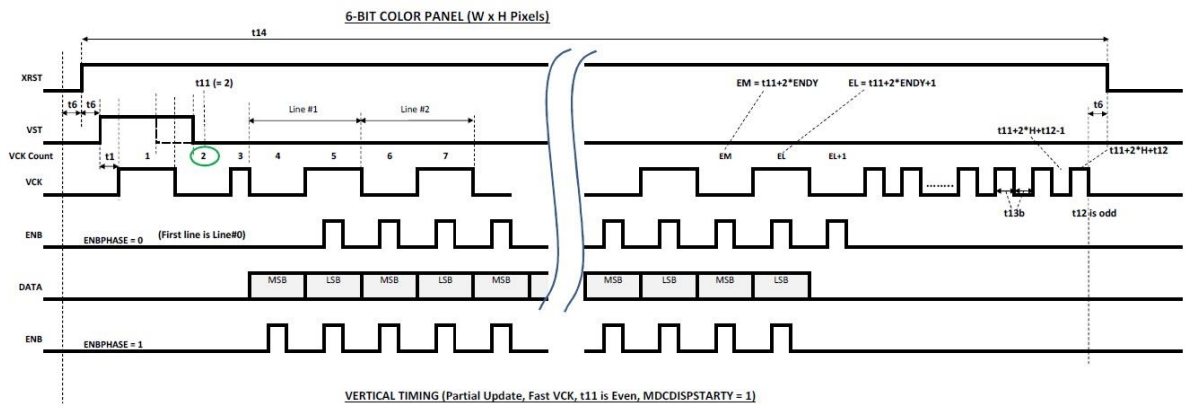 6-BIT COLOR PANEL (W x H Pixels)
t14
XRST
t11 (= 2)
EM = t11+2*ENDY
EL = t11+2*ENDY+1
t6 t6
Line #1
Line #2
t6
VST
t11+2*H+t12-1
t11+2*H+t12
VCK Count
t1
1 2 3 4 5 6 7
EM EL EL+1
VCK
.........
t13b
t12 is odd
ENB
ENBPHASE = 0
(First line is Line#0)
DATA
MSB LSB MSB LSB MSB
MSB LSB MSB LSB
ENB
ENBPHASE = 1
VERTICAL TIMING (Partial Update, Fast VCK, t11 is Even, MDCDISPSTARTY = 1)